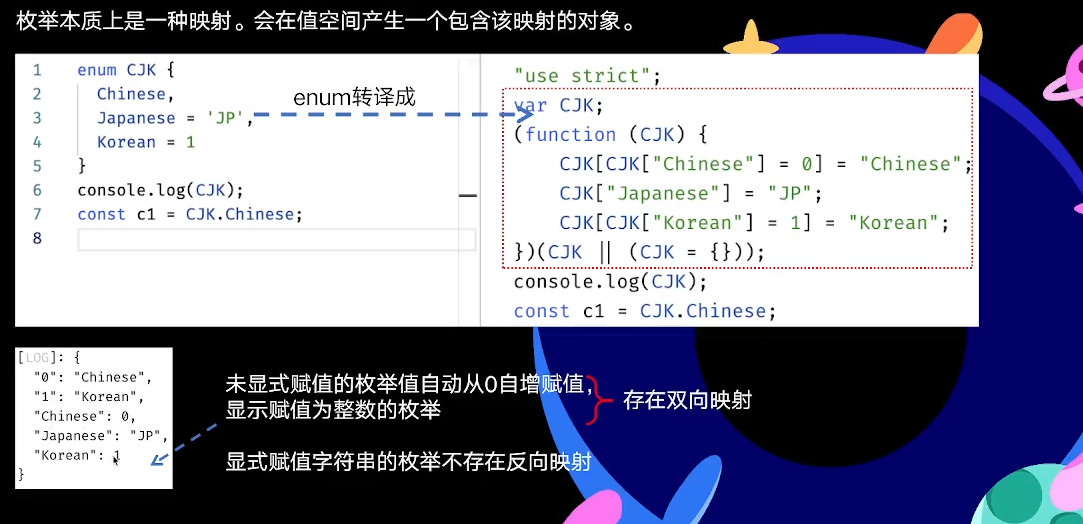 枚举本质上是一种映射。会在值空间产生一个包含该映射的对象。
1 enum CJK {
2 Chinese,
3 Japanese = 'JP',
4 Korean = 1
5 }
6 console.log(CJK);
7 const c1 = CJK.Chinese;
8
enum转译成
"use strict";
var CJK;
(function (CJK) {
CJK[CJK["Chinese"] = 0] = "Chinese";
CJK["Japanese"] = "JP";
CJK[CJK["Korean"] = 1] = "Korean";
})(CJK || (CJK = {}));
console.log(CJK);
const c1 = CJK.Chinese;
[LOG]: {
"0": "Chinese",
"1": "Korean",
"Chinese": 0,
"Japanese": "JP",
"Korean": 1
}
未显式赋值的枚举值自动从0自增赋值，
显示赋值为整数的枚举
存在双向映射
显式赋值字符串的枚举不存在反向映射